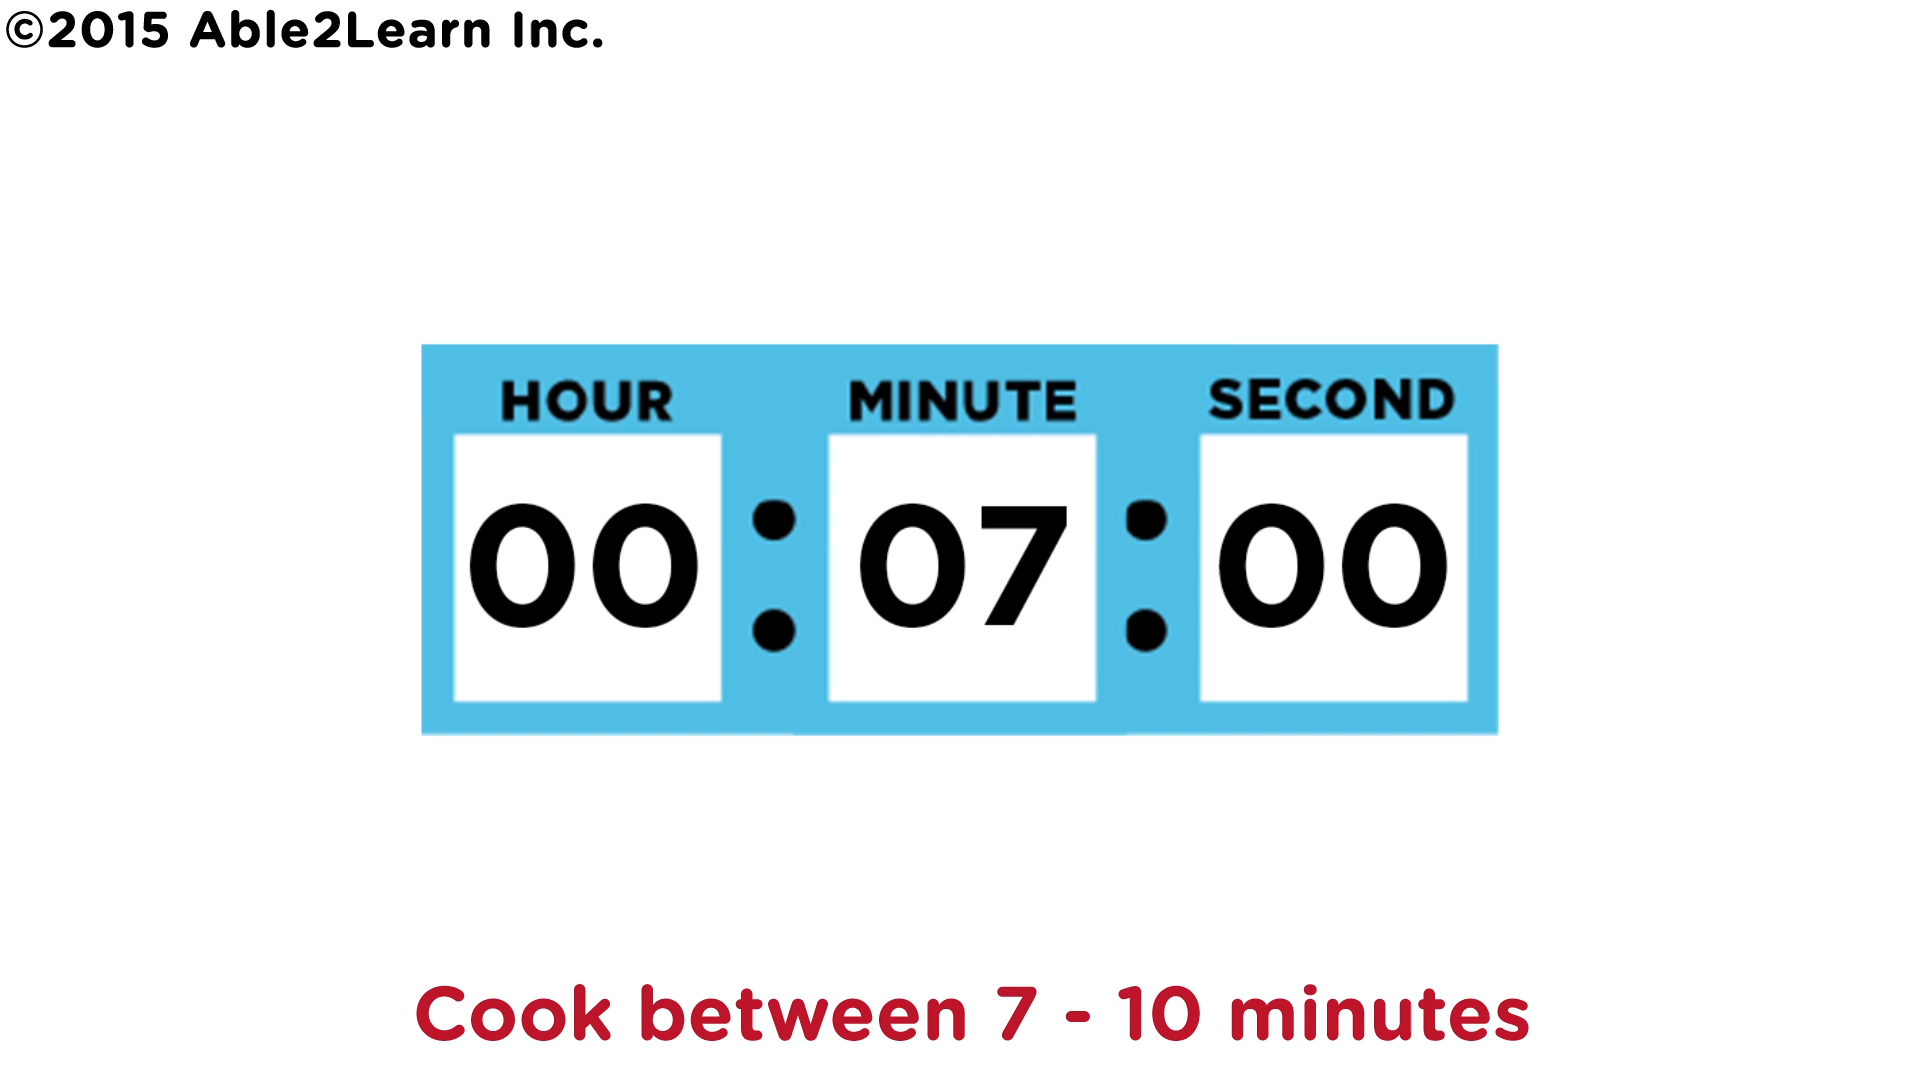 ©2015 Able2Learn Inc.
HOUR MINUTE SECOND
00 : 07 : 00
Cook between 7 - 10 minutes